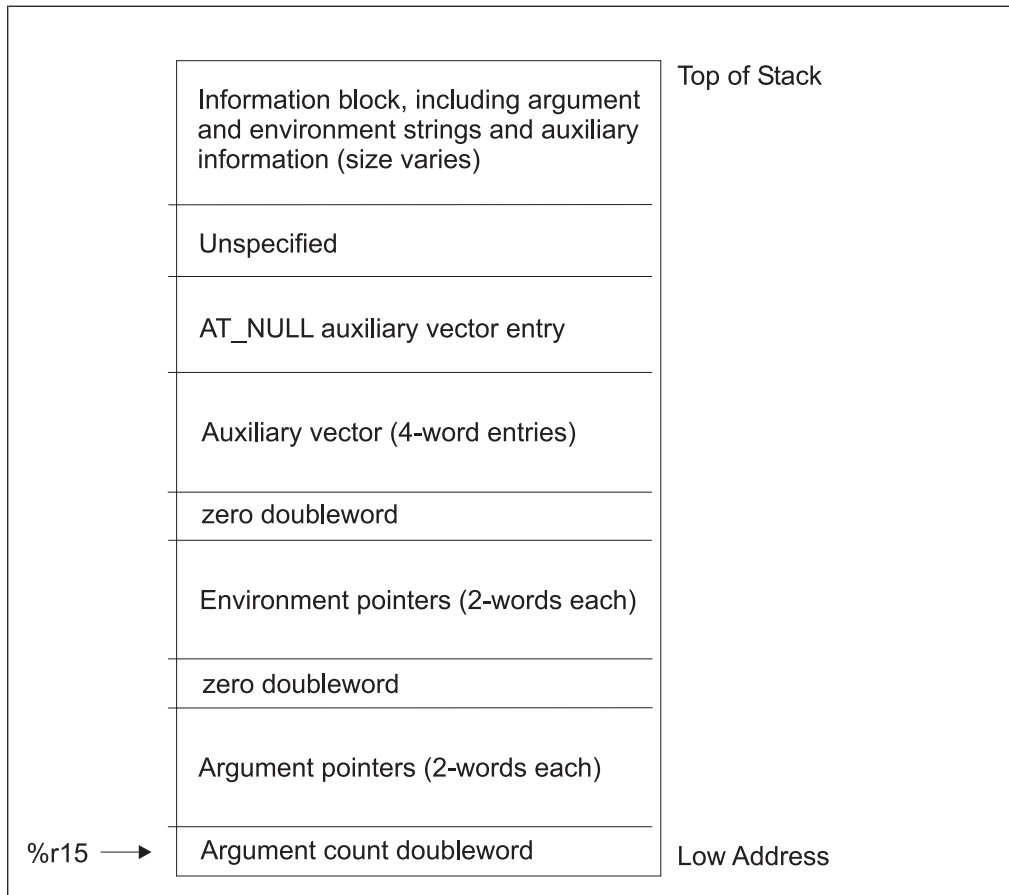 Top of Stack
Information block, including argument
and environment strings and auxiliary
information (size varies)
Unspecified
AT_NULL auxiliary vector entry
Auxiliary vector (4-word entries)
zero doubleword
Environment pointers (2-words each)
zero doubleword
Argument pointers (2-words each)
%r15
Argument count doubleword
Low Address